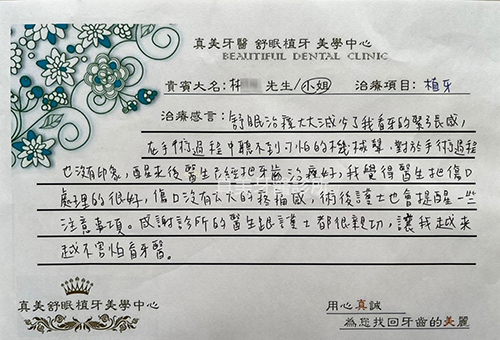 真美牙醫 舒眠植牙 美學中心
BEAUTIFUL DENTAL CLINIC
貴賓大名: 林 先生/小姐 治療項目: 植牙
治療感言: 舒眠治療大大減少了我看牙的緊張感,
在手術過程中聽不到可怕的機械聲,對於手術過程
也沒有印象,醒來後醫生已經把牙齒治療好,我覺得醫生把傷口
處理的很好,傷口沒有太大的疼痛感,術後護士也會提醒一些
注意事項。感謝診所的醫生跟護士都很親切,讓我越來
越不害怕看牙醫。
真美舒眠植牙美學中心
用心真誠
為您找回牙齒的美麗